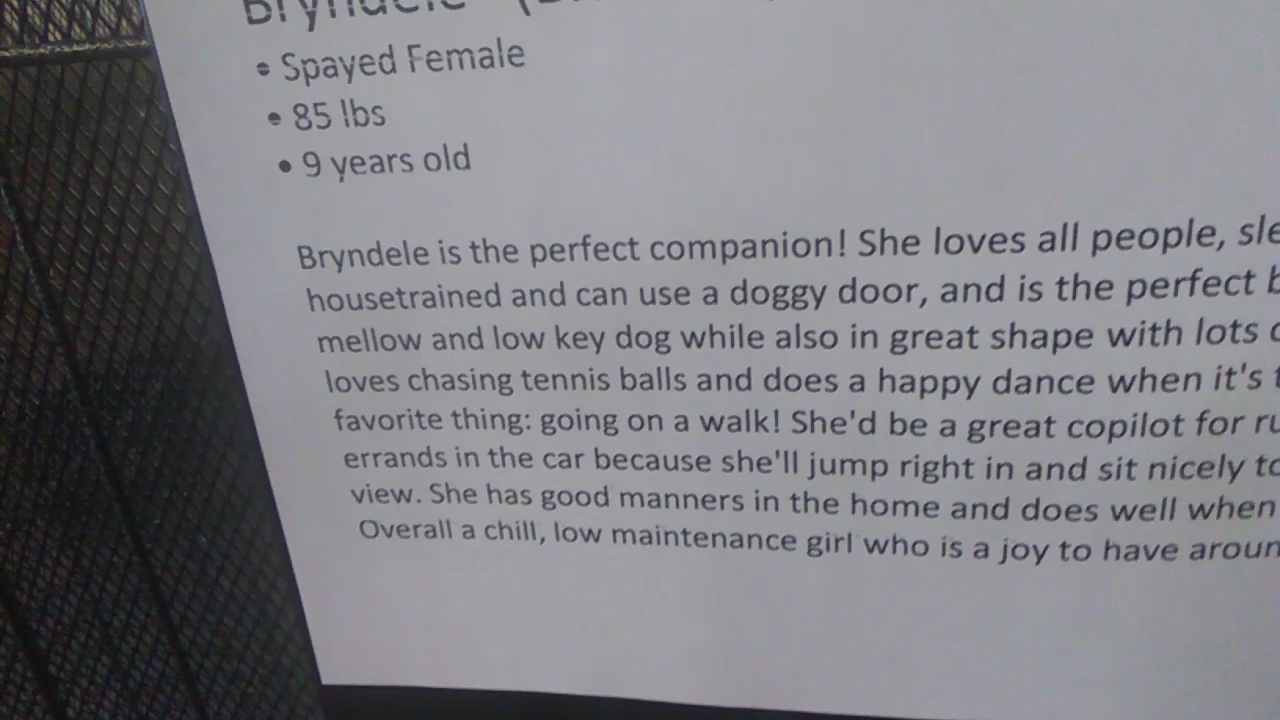 Bryndele
• Spayed Female
• 85 lbs
• 9 years old
Bryndele is the perfect companion! She loves all people,
housetrained and can use a doggy door, and is the perfect
mellow and low key dog while also in great shape with lots
loves chasing tennis balls and does a happy dance when it's
favorite thing: going on a walk! She'd be a great copilot for
errands in the car because she'll jump right in and sit nicely
view. She has good manners in the home and does well when
Overall a chill, low maintenance girl who is a joy to have